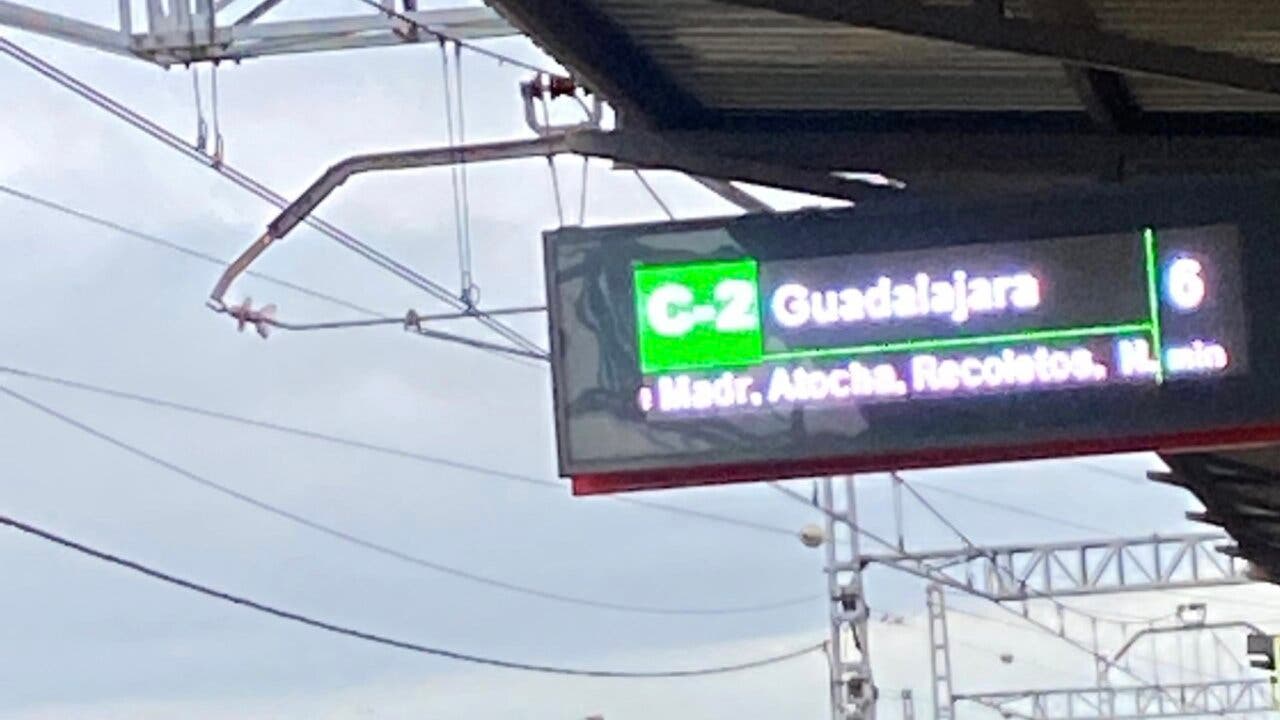 C-2 Guadalajara 6
: Madr. Atocha, Recoletos, N. min